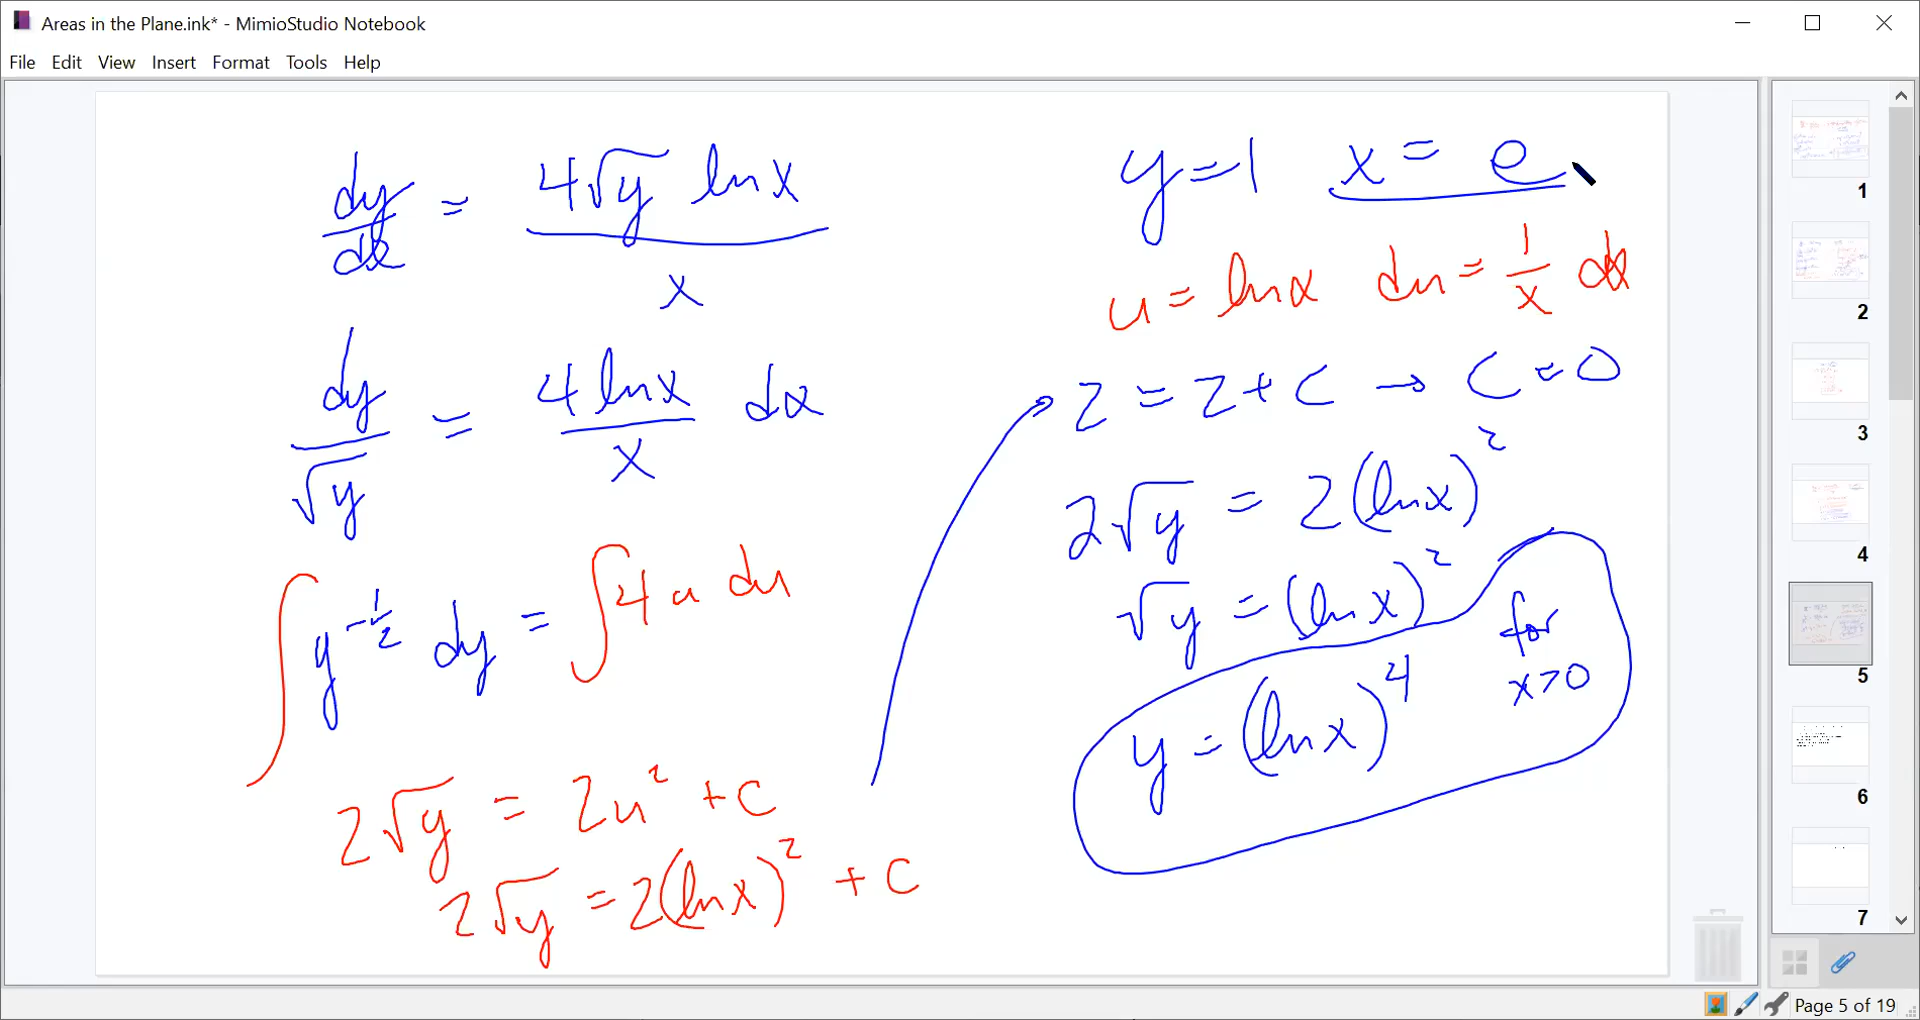 Areas in the Plane.ink* - MimioStudio Notebook
File Edit View Insert Format Tools Help
dy/dx = 4√y ln x / x
dy/√y = 4 ln x / x dx
∫ y^(-1/2) dy = ∫ 4u du
2√y = 2u² + C
2√y = 2(ln x)² + C
y = 1 x = e
u = ln x du = 1/x dx
2 = 2 + C → C = 0
2√y = 2(ln x)²
√y = (ln x)²
y = (ln x)⁴
for
x > 0
1
2
3
4
5
6
7
Page 5 of 19